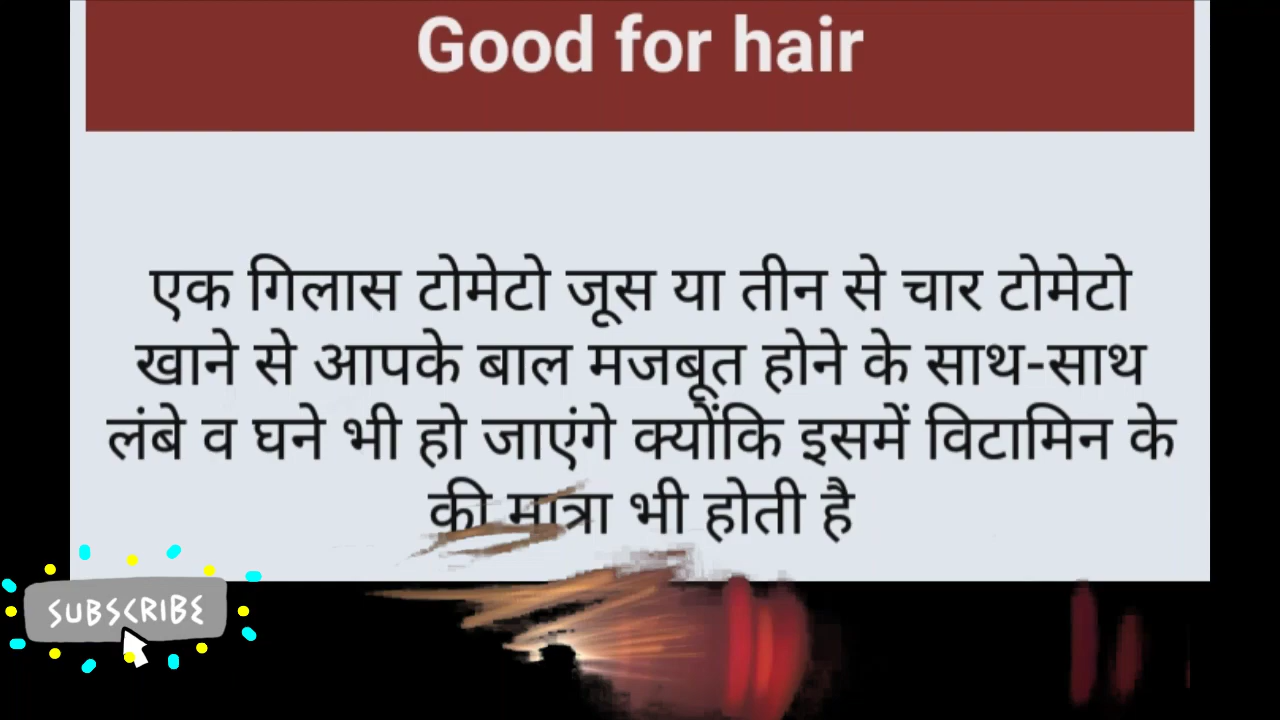 Good for hair
एक गिलास टोमेटो जूस या तीन से चार टोमेटो
खाने से आपके बाल मजबूत होने के साथ-साथ
लंबे व घने भी हो जाएंगे क्योंकि इसमें विटामिन के
की मात्रा भी होती है
SUBSCRIBE